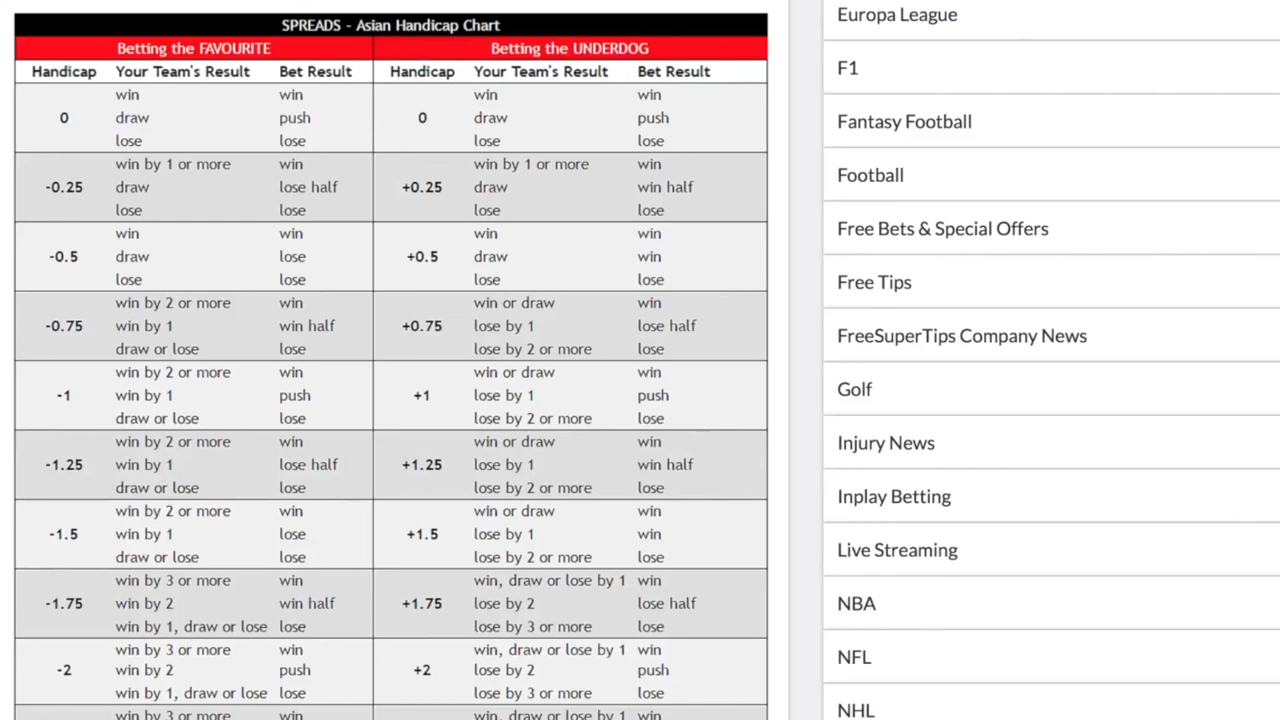 SPREADS - Asian Handicap Chart
Betting the FAVOURITE Betting the UNDERDOG
Handicap Your Team's Result Bet Result Handicap Your Team's Result Bet Result
win win win win
0 draw push 0 draw push
lose lose lose lose
win by 1 or more win win by 1 or more win
-0.25 draw lose half +0.25 draw win half
lose lose lose lose
win win win win
-0.5 draw lose +0.5 draw win
lose lose lose lose
win by 2 or more win win or draw win
-0.75 win by 1 win half +0.75 lose by 1 lose half
draw or lose lose lose by 2 or more lose
win by 2 or more win win or draw win
-1 win by 1 push +1 lose by 1 push
draw or lose lose lose by 2 or more lose
win by 2 or more win win or draw win
-1.25 win by 1 lose half +1.25 lose by 1 win half
draw or lose lose lose by 2 or more lose
win by 2 or more win win or draw win
-1.5 win by 1 lose +1.5 lose by 1 win
draw or lose lose lose by 2 or more lose
win by 3 or more win win, draw or lose by 1 win
-1.75 win by 2 win half +1.75 lose by 2 lose half
win by 1, draw or lose lose lose by 3 or more lose
win by 3 or more win win, draw or lose by 1 win
-2 win by 2 push +2 lose by 2 push
win by 1, draw or lose lose lose by 3 or more lose
win by 3 or more win win, draw or lose by 1 win
Europa League
F1
Fantasy Football
Football
Free Bets & Special Offers
Free Tips
FreeSuperTips Company News
Golf
Injury News
Inplay Betting
Live Streaming
NBA
NFL
NHL